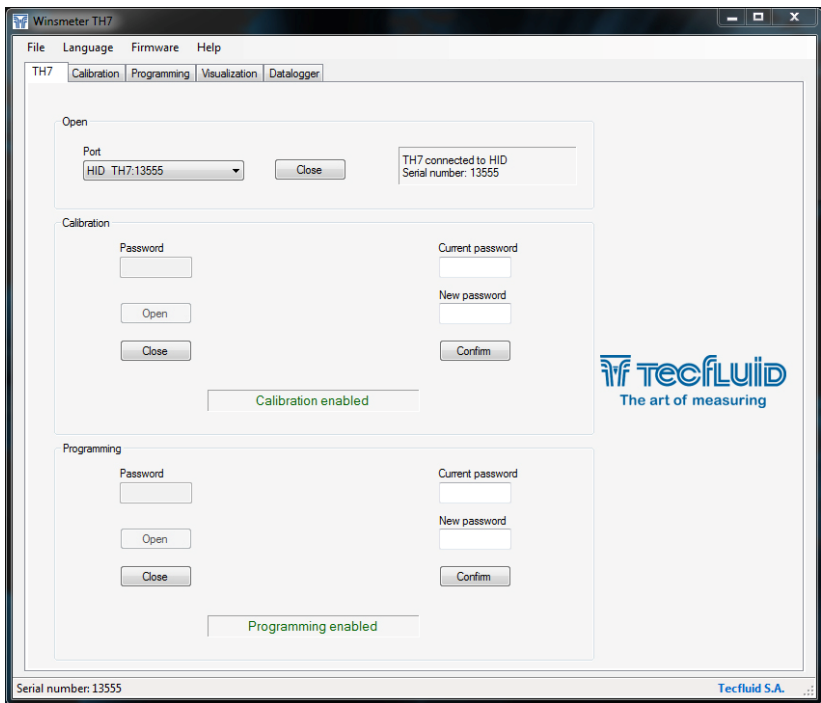 Winsmeter TH7
File Language Firmware Help
TH7 Calibration Programming Visualization Datalogger
Open
Port
HID TH7:13555
Close
TH7 connected to HID
Serial number: 13555
Calibration
Password
Current password
New password
Open
Close
Confirm
Calibration enabled
TECFLUID
The art of measuring
Programming
Password
Current password
New password
Open
Close
Confirm
Programming enabled
Serial number: 13555
Tecfluid S.A.